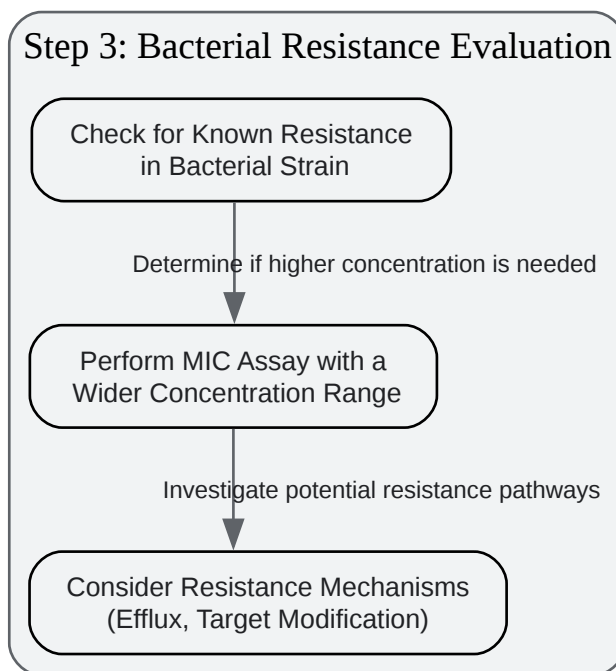 Step 3: Bacterial Resistance Evaluation
Check for Known Resistance
in Bacterial Strain
Determine if higher concentration is needed
Perform MIC Assay with a
Wider Concentration Range
Investigate potential resistance pathways
Consider Resistance Mechanisms
(Efflux, Target Modification)